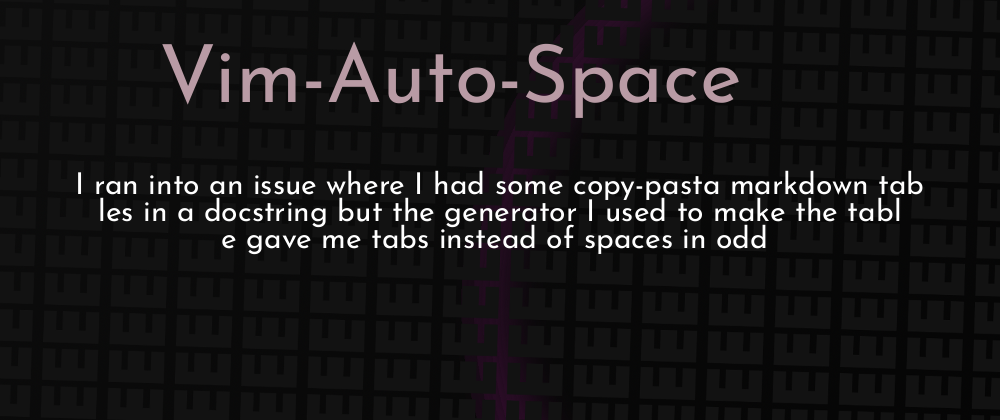 Vim-Auto-Space
I ran into an issue where I had some copy-pasta markdown tab
les in a docstring but the generator I used to make the tabl
e gave me tabs instead of spaces in odd